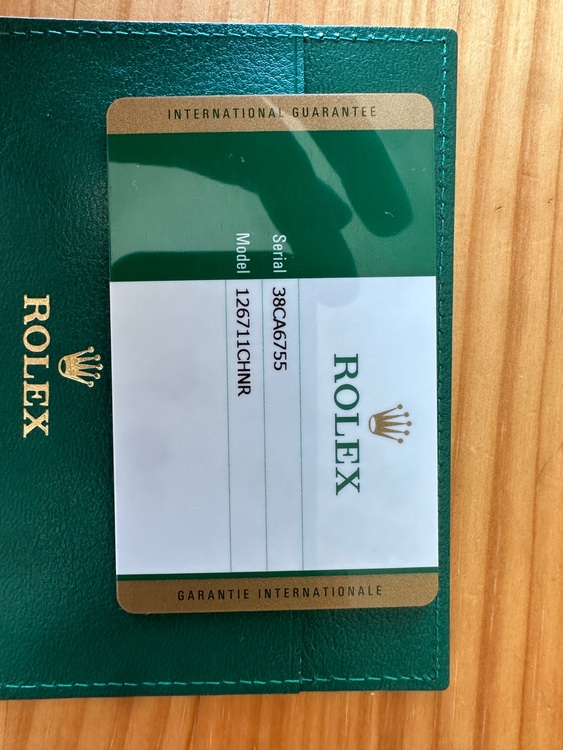 INTERNATIONAL GUARANTEE
ROLEX
Serial 38CA6755
Model 126711CHNR
GARANTIE INTERNATIONALE
ROLEX